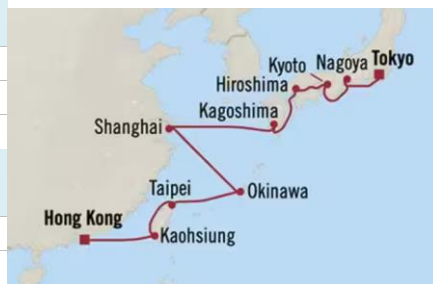 Kyoto
Nagoya
Tokyo
Hiroshima
Kagoshima
Shanghai
Taipei
Okinawa
Hong Kong
Kaohsiung